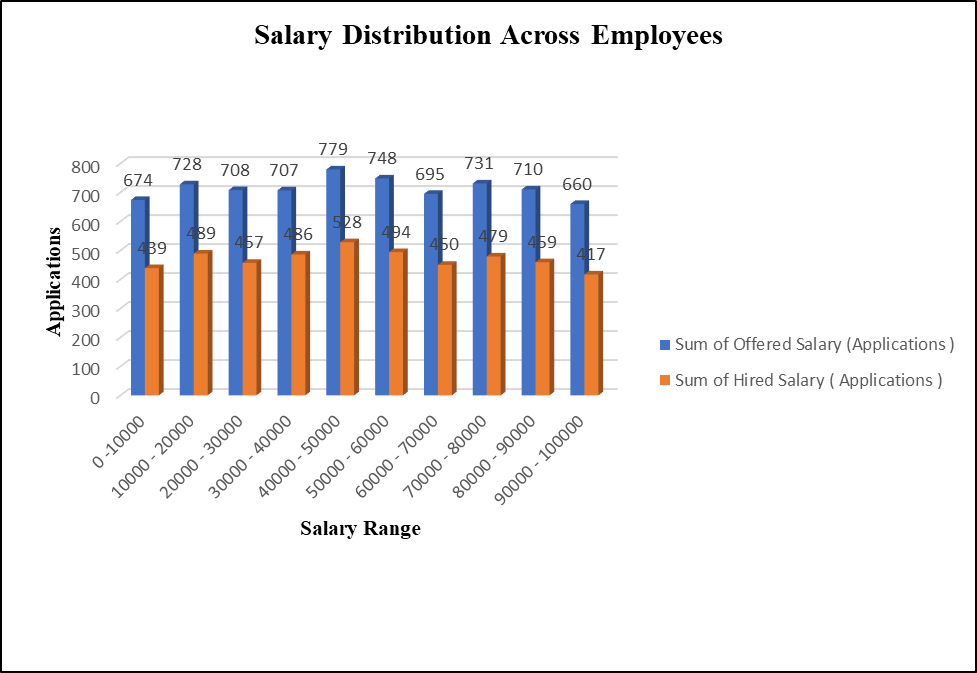 Salary Distribution Across Employees
Applications
800
700
600
500
400
300
200
100
0
674
728
708
707
779
748
695
731
710
660
439
489
457
486
528
494
450
479
459
417
0 -10000
10000 - 20000
20000 - 30000
30000 - 40000
40000 - 50000
50000 - 60000
60000 - 70000
70000 - 80000
80000 - 90000
90000 - 100000
Salary Range
Sum of Offered Salary (Applications )
Sum of Hired Salary ( Applications )